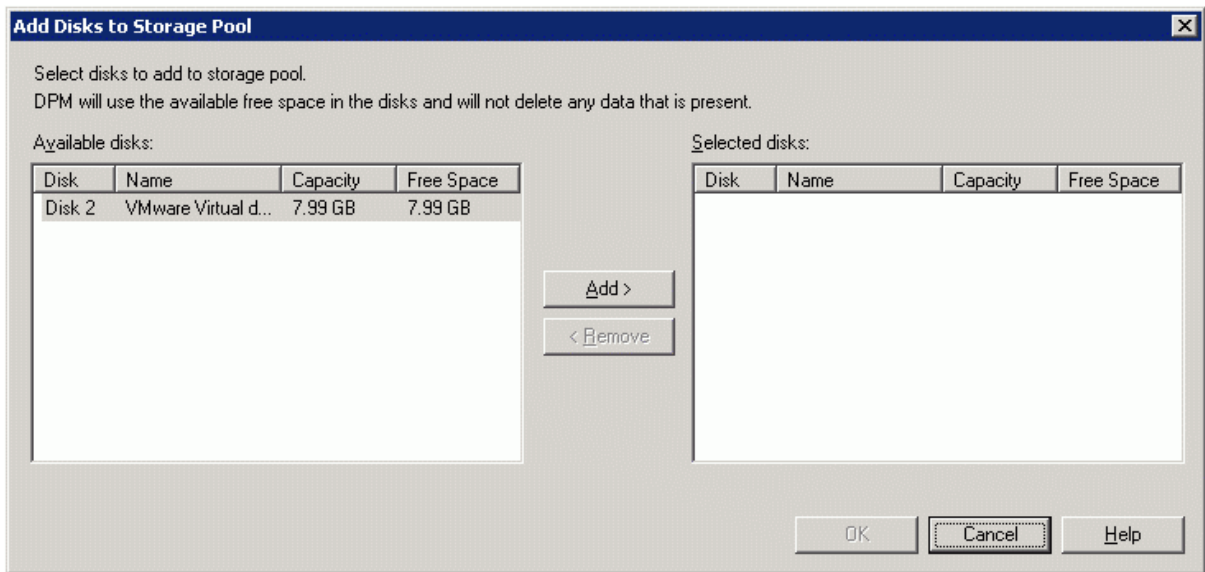 Add Disks to Storage Pool
Select disks to add to storage pool.
DPM will use the available free space in the disks and will not delete any data that is present.
Available disks:
Disk Name Capacity Free Space
Disk 2 VMware Virtual d... 7.99 GB 7.99 GB
Add >
< Remove
Selected disks:
Disk Name Capacity Free Space
OK Cancel Help